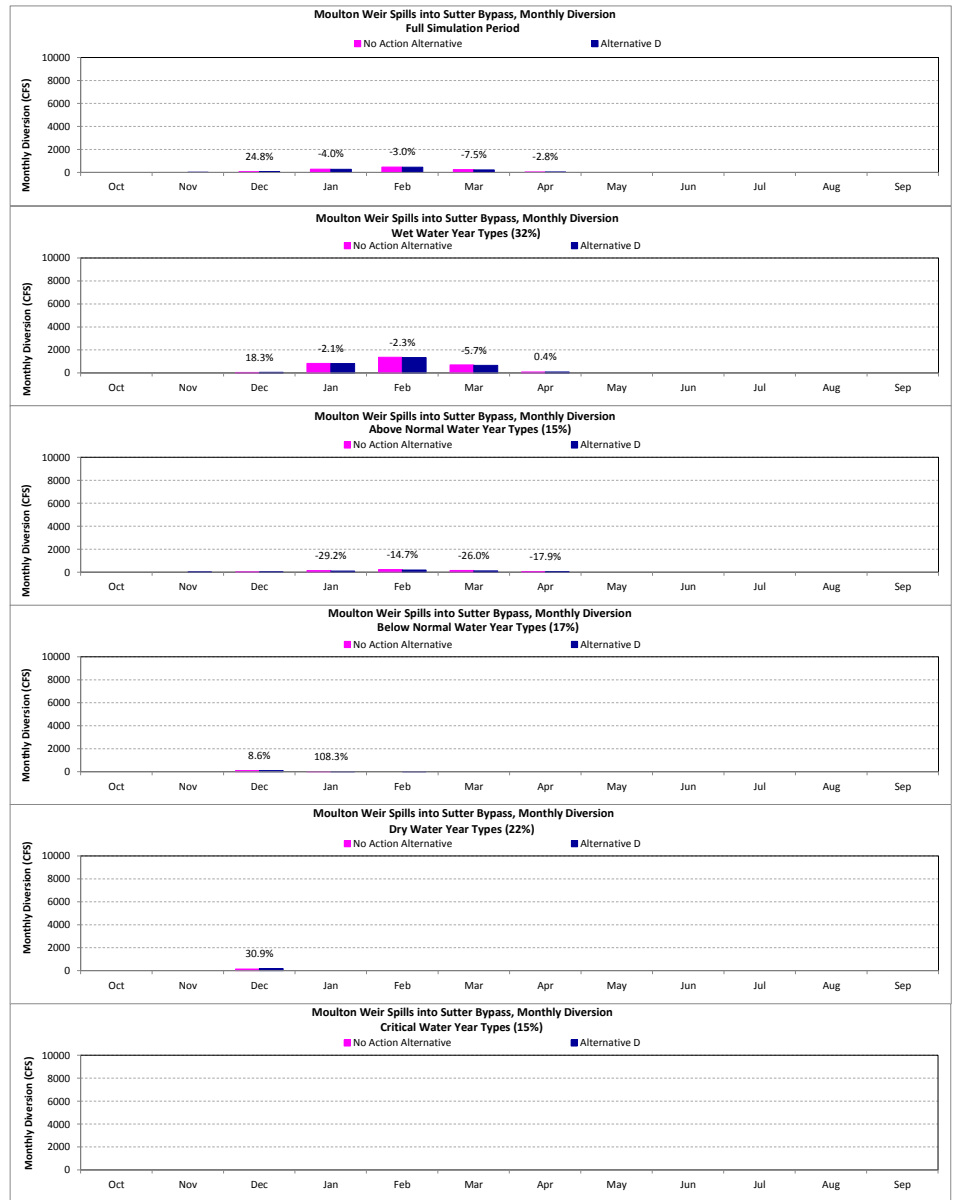 Moulton Weir Spills into Sutter Bypass, Monthly Diversion
Full Simulation Period
No Action Alternative Alternative D
Monthly Diversion (CFS)
10000
8000
6000
4000
2000
0
24.8% -4.0% -3.0% -7.5% -2.8%
Oct Nov Dec Jan Feb Mar Apr May Jun Jul Aug Sep
Moulton Weir Spills into Sutter Bypass, Monthly Diversion
Wet Water Year Types (32%)
No Action Alternative Alternative D
Monthly Diversion (CFS)
10000
8000
6000
4000
2000
0
18.3% -2.1% -2.3% -5.7% 0.4%
Oct Nov Dec Jan Feb Mar Apr May Jun Jul Aug Sep
Moulton Weir Spills into Sutter Bypass, Monthly Diversion
Above Normal Water Year Types (15%)
No Action Alternative Alternative D
Monthly Diversion (CFS)
10000
8000
6000
4000
2000
0
-29.2% -14.7% -26.0% -17.9%
Oct Nov Dec Jan Feb Mar Apr May Jun Jul Aug Sep
Moulton Weir Spills into Sutter Bypass, Monthly Diversion
Below Normal Water Year Types (17%)
No Action Alternative Alternative D
Monthly Diversion (CFS)
10000
8000
6000
4000
2000
0
8.6% 108.3%
Oct Nov Dec Jan Feb Mar Apr May Jun Jul Aug Sep
Moulton Weir Spills into Sutter Bypass, Monthly Diversion
Dry Water Year Types (22%)
No Action Alternative Alternative D
Monthly Diversion (CFS)
10000
8000
6000
4000
2000
0
30.9%
Oct Nov Dec Jan Feb Mar Apr May Jun Jul Aug Sep
Moulton Weir Spills into Sutter Bypass, Monthly Diversion
Critical Water Year Types (15%)
No Action Alternative Alternative D
Monthly Diversion (CFS)
10000
8000
6000
4000
2000
0
Oct Nov Dec Jan Feb Mar Apr May Jun Jul Aug Sep